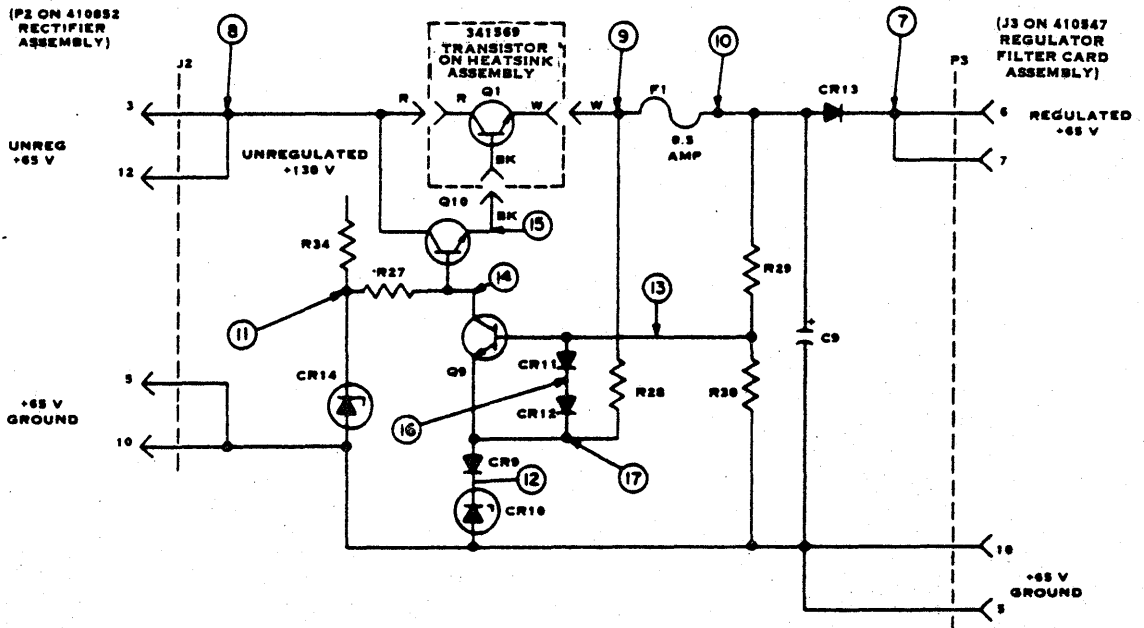 (P2 ON 410852
RECTIFIER
ASSEMBLY)
8
341569
TRANSISTOR
ON HEATSINK
ASSEMBLY
9
10
7
(J3 ON 410547
REGULATOR
FILTER CARD
ASSEMBLY)
J2
P3
3
R
R
Q1
W
W
F1
CR13
6
UNREG
+65 V
UNREGULATED
+130 V
0.5
AMP
REGULATED
+65 V
12
BK
7
Q10
BK
15
R34
R27
14
13
R29
11
Q9
CR11
C9
+
5
CR14
16
CR12
R28
R30
+65 V
GROUND
10
CR9
12
17
CR10
10
+65 V
GROUND
5